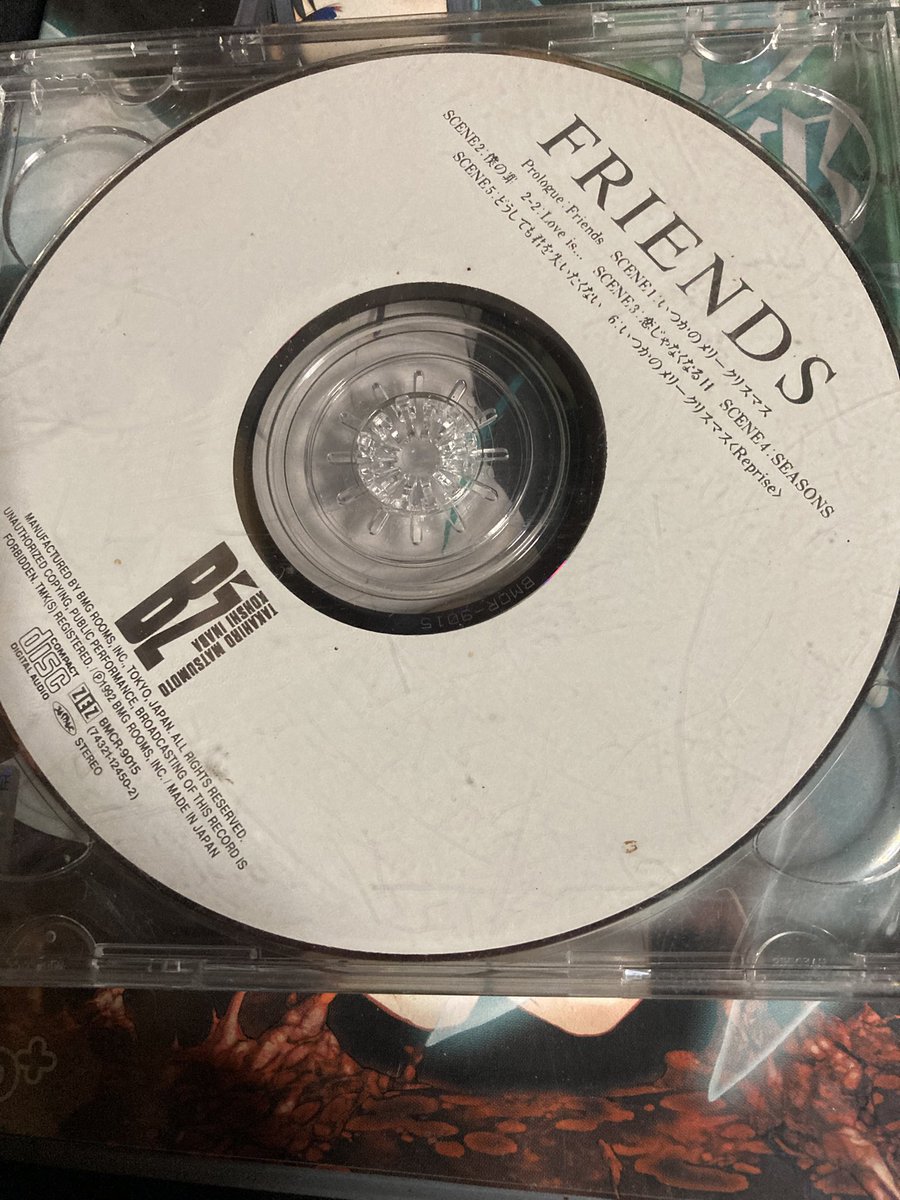 FRIENDS
Prologue:Friends SCENE1:いつかのメリークリスマス
SCENE2:僕の罪 2-2:Love is... SCENE3:恋じゃなくなる日 SCENE4:SEASONS
SCENE5:どうしても君を失いたくない 6:いつかのメリークリスマス〈Reprise〉
B'z
TAKAHIRO MATSUMOTO
KOHSHI INABA
MANUFACTURED BY BMG ROOMS, INC., TOKYO, JAPAN. ALL RIGHTS RESERVED.
UNAUTHORIZED COPYING, PUBLIC PERFORMANCE, BROADCASTING OF THIS RECORD IS
FORBIDDEN. TMK(S) REGISTERED. / ℗1992 BMG ROOMS, INC. / MADE IN JAPAN
COMPACT
disc
DIGITAL AUDIO
ZEZ
BMCR-9015
(74321-12450-2)
JASRAC
STEREO
BMCR-9015